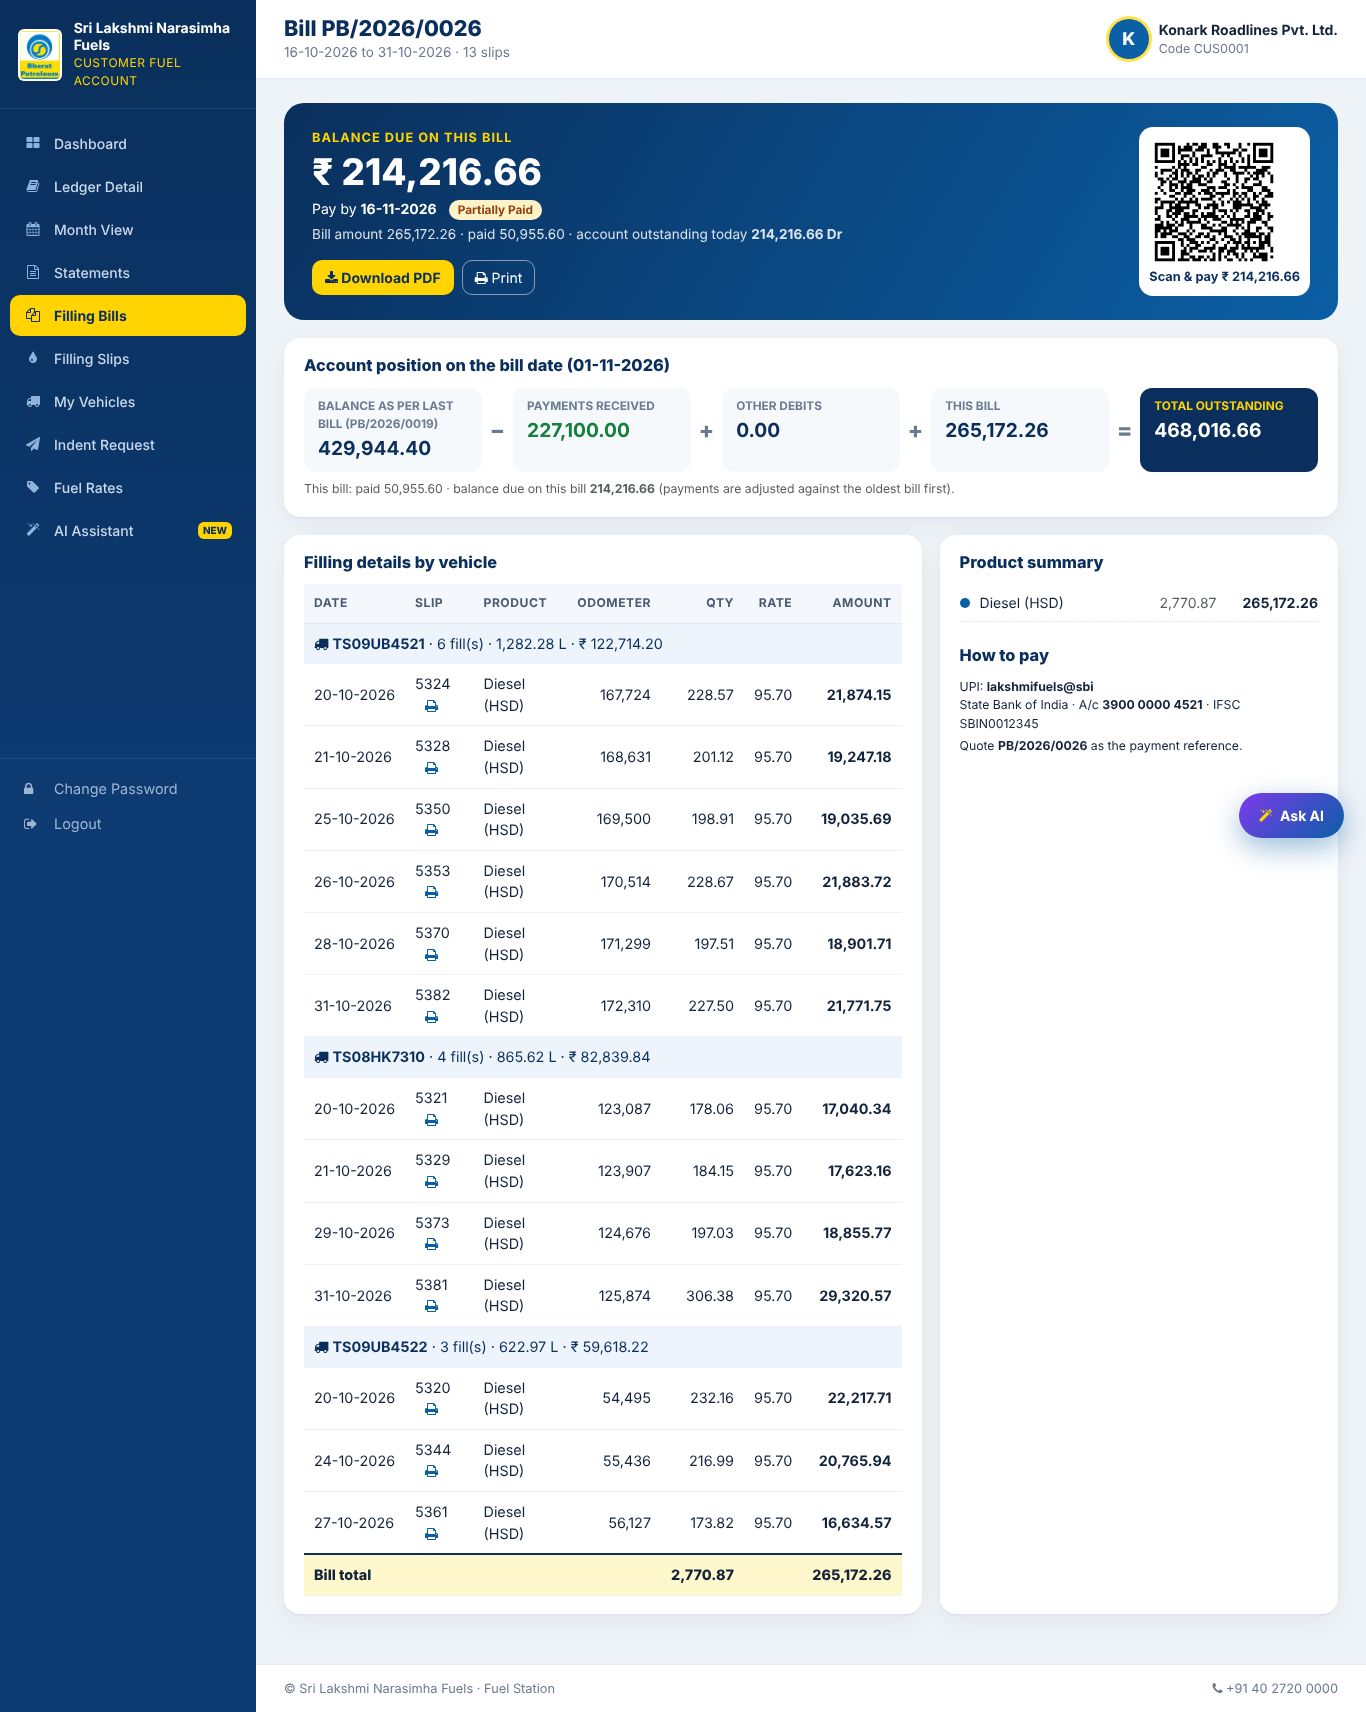 Sri Lakshmi Narasimha
Fuels
CUSTOMER FUEL
ACCOUNT
Bharat
Petroleum
Dashboard
Ledger Detail
Month View
Statements
Filling Bills
Filling Slips
My Vehicles
Indent Request
Fuel Rates
AI Assistant NEW
Change Password
Logout
Bill PB/2026/0026
16-10-2026 to 31-10-2026 · 13 slips
K
Konark Roadlines Pvt. Ltd.
Code CUS0001
BALANCE DUE ON THIS BILL
₹ 214,216.66
Pay by 16-11-2026 Partially Paid
Bill amount 265,172.26 · paid 50,955.60 · account outstanding today 214,216.66 Dr
Download PDF Print
Scan & pay ₹ 214,216.66
Account position on the bill date (01-11-2026)
BALANCE AS PER LAST
BILL (PB/2026/0019)
429,944.40
−
PAYMENTS RECEIVED
227,100.00
+
OTHER DEBITS
0.00
+
THIS BILL
265,172.26
=
TOTAL OUTSTANDING
468,016.66
This bill: paid 50,955.60 · balance due on this bill 214,216.66 (payments are adjusted against the oldest bill first).
Filling details by vehicle
DATE SLIP PRODUCT ODOMETER QTY RATE AMOUNT
TS09UB4521 · 6 fill(s) · 1,282.28 L · ₹ 122,714.20
20-10-2026 5324 Diesel (HSD) 167,724 228.57 95.70 21,874.15
21-10-2026 5328 Diesel (HSD) 168,631 201.12 95.70 19,247.18
25-10-2026 5350 Diesel (HSD) 169,500 198.91 95.70 19,035.69
26-10-2026 5353 Diesel (HSD) 170,514 228.67 95.70 21,883.72
28-10-2026 5370 Diesel (HSD) 171,299 197.51 95.70 18,901.71
31-10-2026 5382 Diesel (HSD) 172,310 227.50 95.70 21,771.75
TS08HK7310 · 4 fill(s) · 865.62 L · ₹ 82,839.84
20-10-2026 5321 Diesel (HSD) 123,087 178.06 95.70 17,040.34
21-10-2026 5329 Diesel (HSD) 123,907 184.15 95.70 17,623.16
29-10-2026 5373 Diesel (HSD) 124,676 197.03 95.70 18,855.77
31-10-2026 5381 Diesel (HSD) 125,874 306.38 95.70 29,320.57
TS09UB4522 · 3 fill(s) · 622.97 L · ₹ 59,618.22
20-10-2026 5320 Diesel (HSD) 54,495 232.16 95.70 22,217.71
24-10-2026 5344 Diesel (HSD) 55,436 216.99 95.70 20,765.94
27-10-2026 5361 Diesel (HSD) 56,127 173.82 95.70 16,634.57
Bill total 2,770.87 265,172.26
Product summary
Diesel (HSD) 2,770.87 265,172.26
How to pay
UPI: lakshmifuels@sbi
State Bank of India · A/c 3900 0000 4521 · IFSC
SBIN0012345
Quote PB/2026/0026 as the payment reference.
Ask AI
© Sri Lakshmi Narasimha Fuels · Fuel Station
+91 40 2720 0000